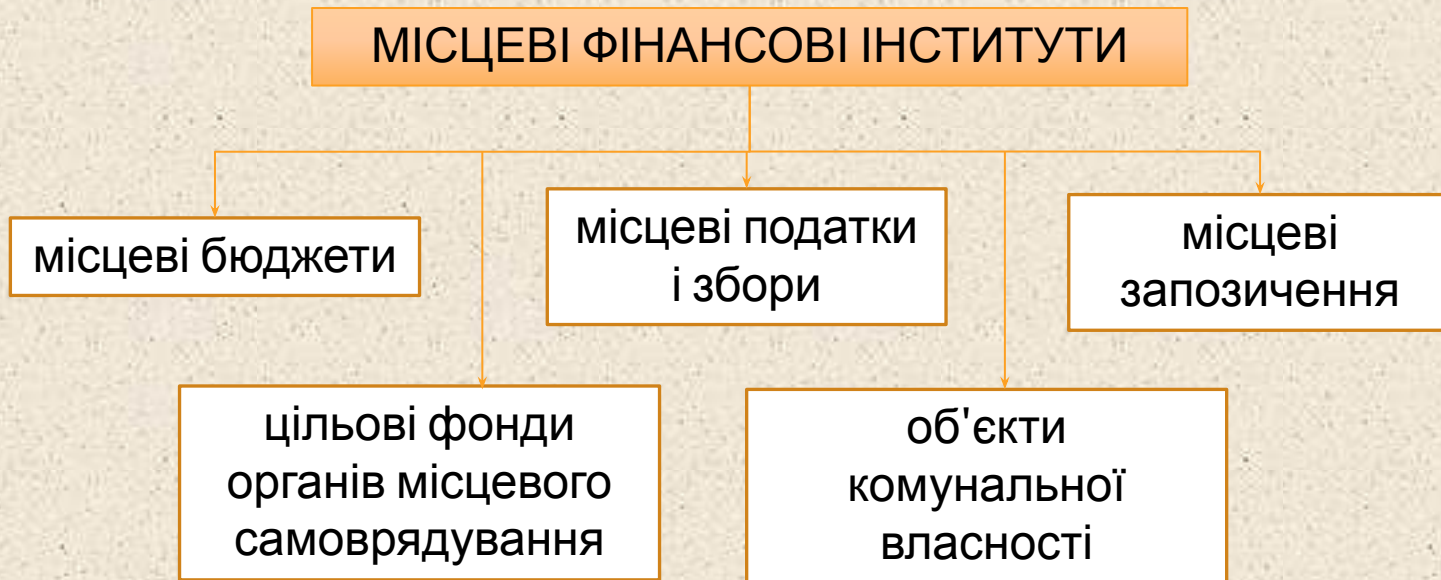 МІСЦЕВІ ФІНАНСОВІ ІНСТИТУТИ
місцеві бюджети
місцеві податки
і збори
місцеві
запозичення
цільові фонди
органів місцевого
самоврядування
об'єкти
комунальної
власності